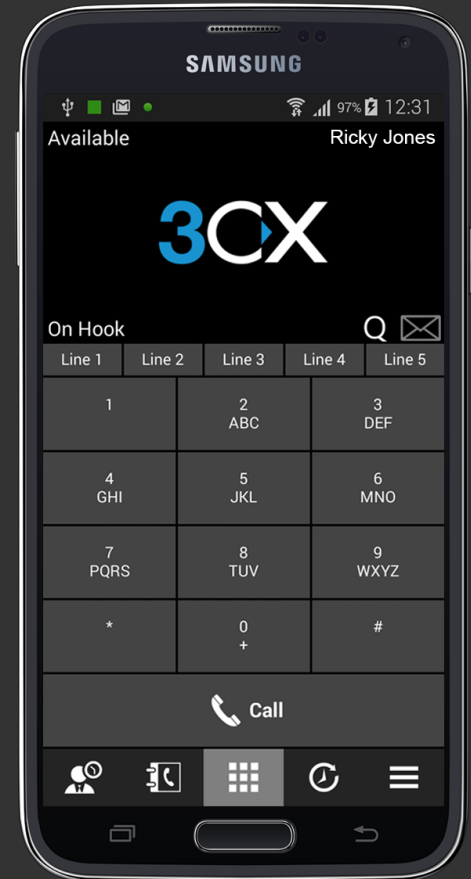 SAMSUNG
97% 12:31
Available Ricky Jones
3CX
On Hook Q
Line 1 Line 2 Line 3 Line 4 Line 5
1 2 3
ABC DEF
4 5 6
GHI JKL MNO
7 8 9
PQRS TUV WXYZ
* 0 #
+
Call